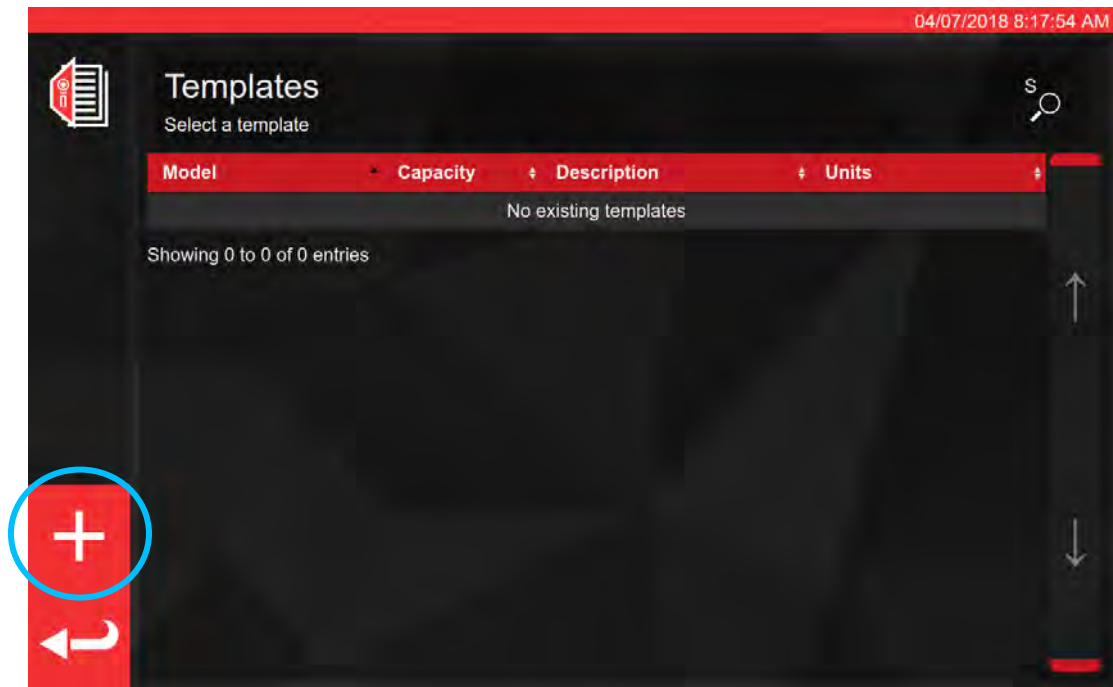 04/07/2018 8:17:54 AM
Templates
Select a template
S
Model Capacity Description Units
No existing templates
Showing 0 to 0 of 0 entries